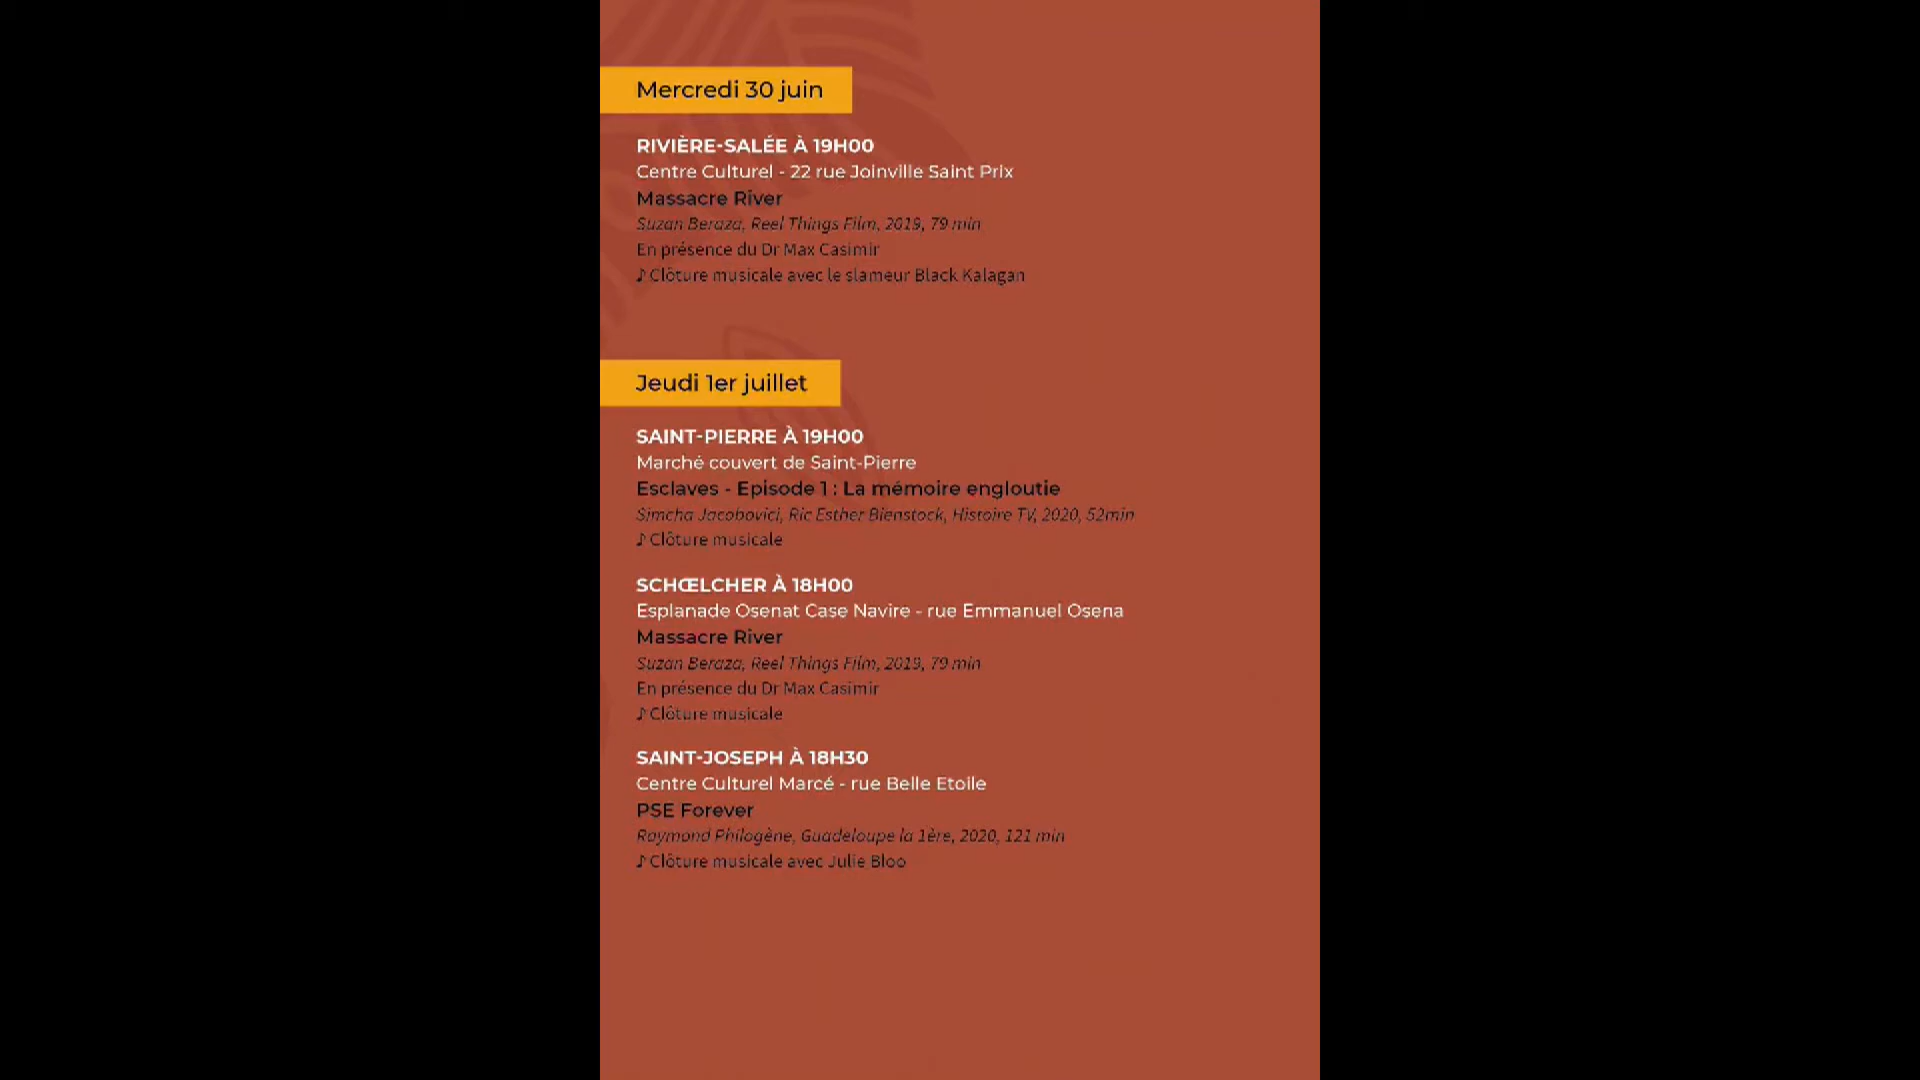 Mercredi 30 juin
RIVIÈRE-SALÉE À 19H00
Centre Culturel - 22 rue Joinville Saint Prix
Massacre River
Suzan Beraza, Reel Things Film, 2019, 79 min
En présence du Dr Max Casimir
♪ Clôture musicale avec le slameur Black Kalagan
Jeudi 1er juillet
SAINT-PIERRE À 19H00
Marché couvert de Saint-Pierre
Esclaves - Episode 1 : La mémoire engloutie
Simcha Jacobovici, Ric Esther Bienstock, Histoire TV, 2020, 52min
♪ Clôture musicale
SCHŒLCHER À 18H00
Esplanade Osenat Case Navire - rue Emmanuel Osena
Massacre River
Suzan Beraza, Reel Things Film, 2019, 79 min
En présence du Dr Max Casimir
♪ Clôture musicale
SAINT-JOSEPH À 18H30
Centre Culturel Marcé - rue Belle Etoile
PSE Forever
Raymond Philogène, Guadeloupe la 1ère, 2020, 121 min
♪ Clôture musicale avec Julie Bloo